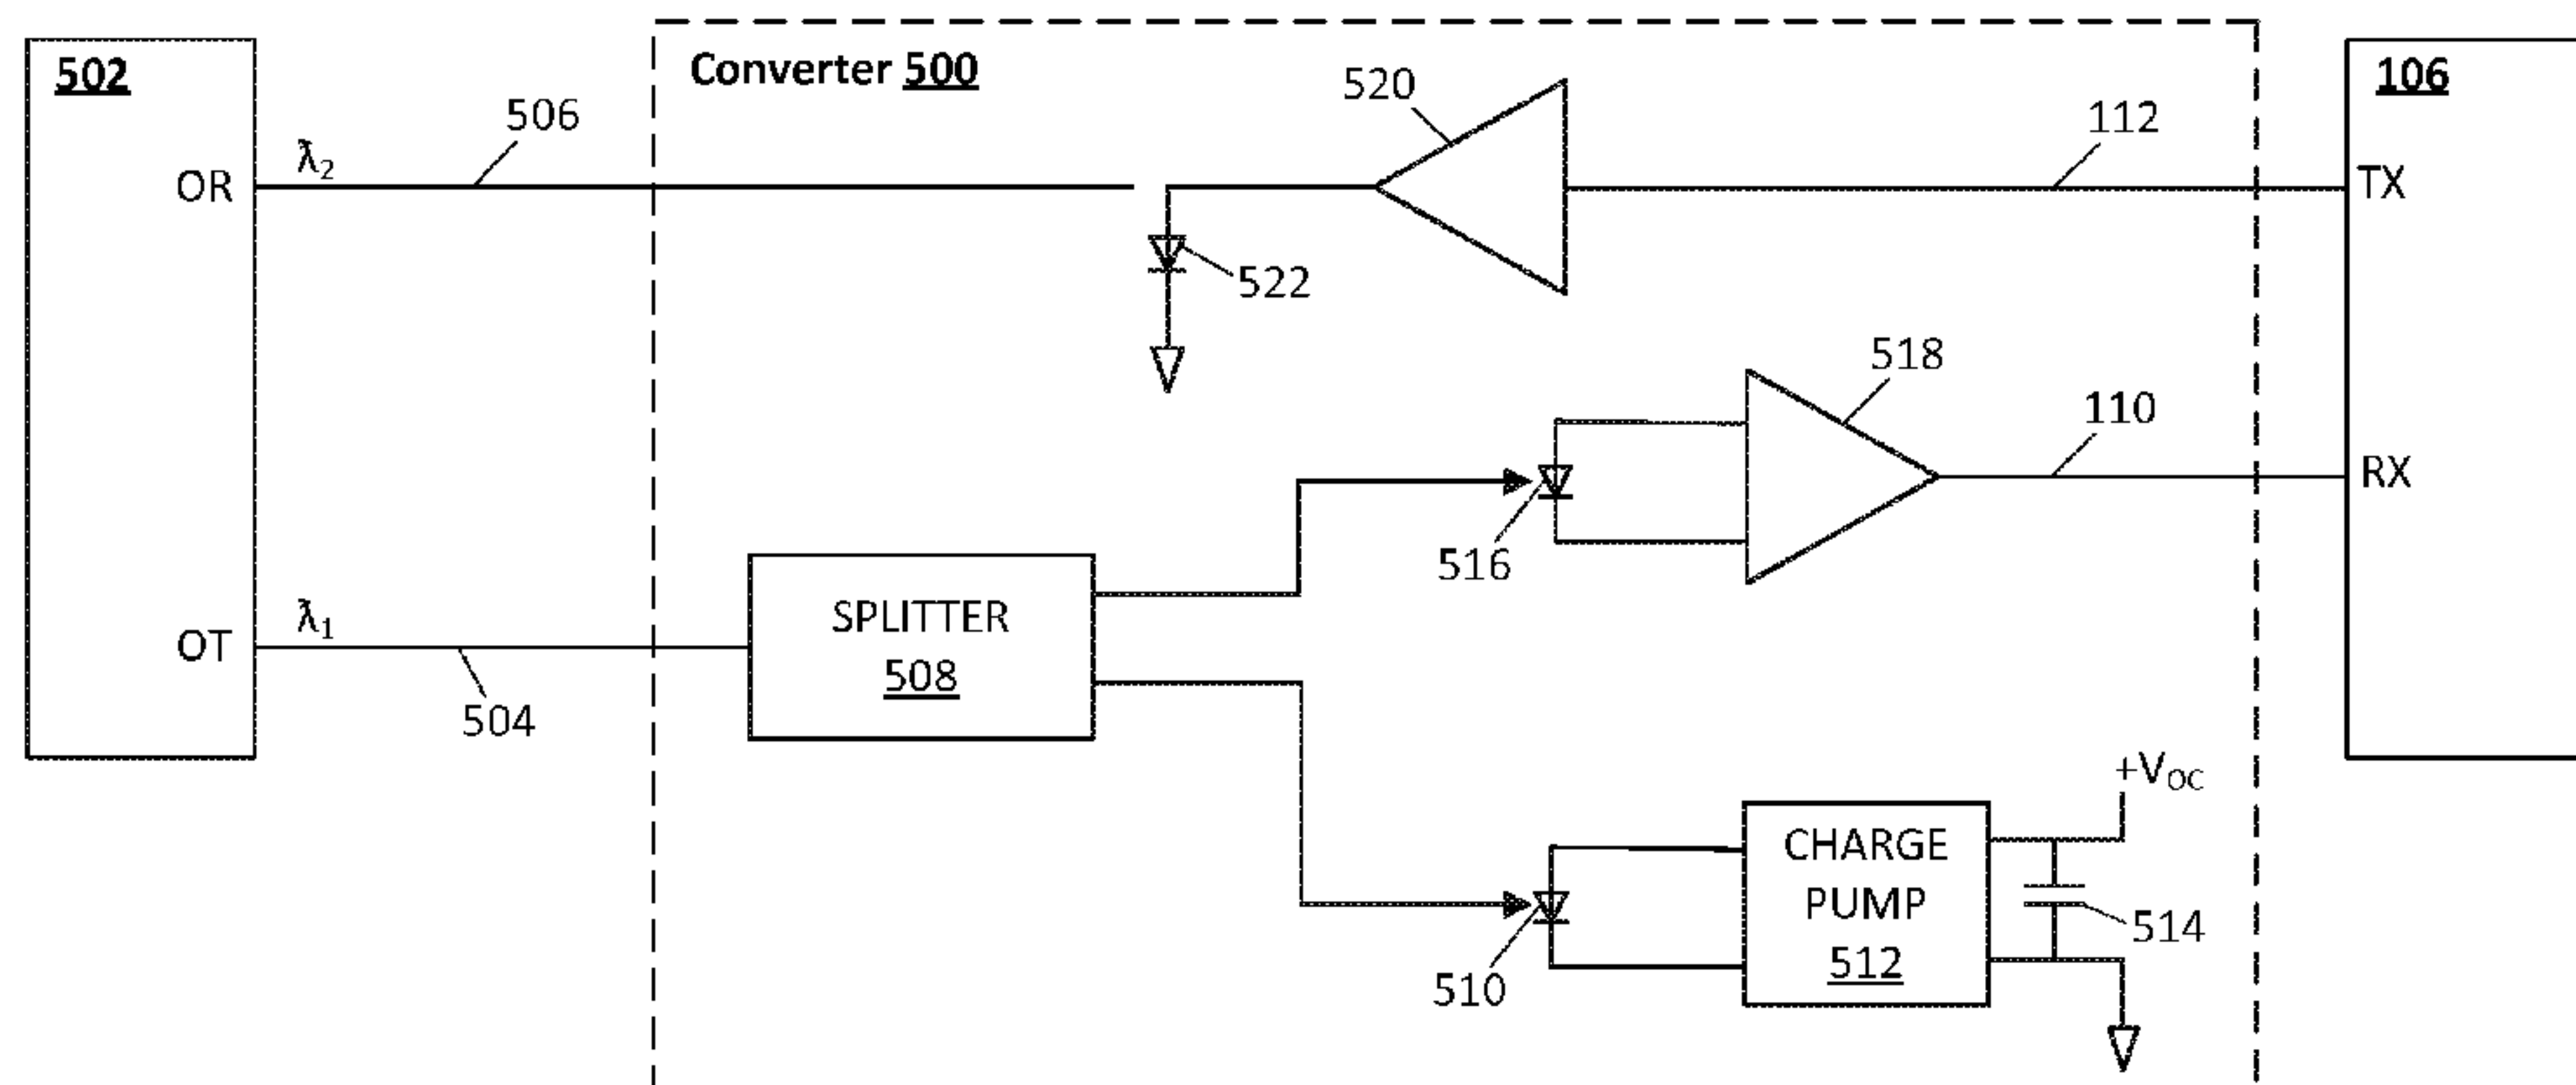 502
Converter 500
106
520
506
112
λ2
OR
TX
522
518
110
RX
516
SPLITTER
508
λ1
OT
504
+VOC
CHARGE
PUMP
512
514
510